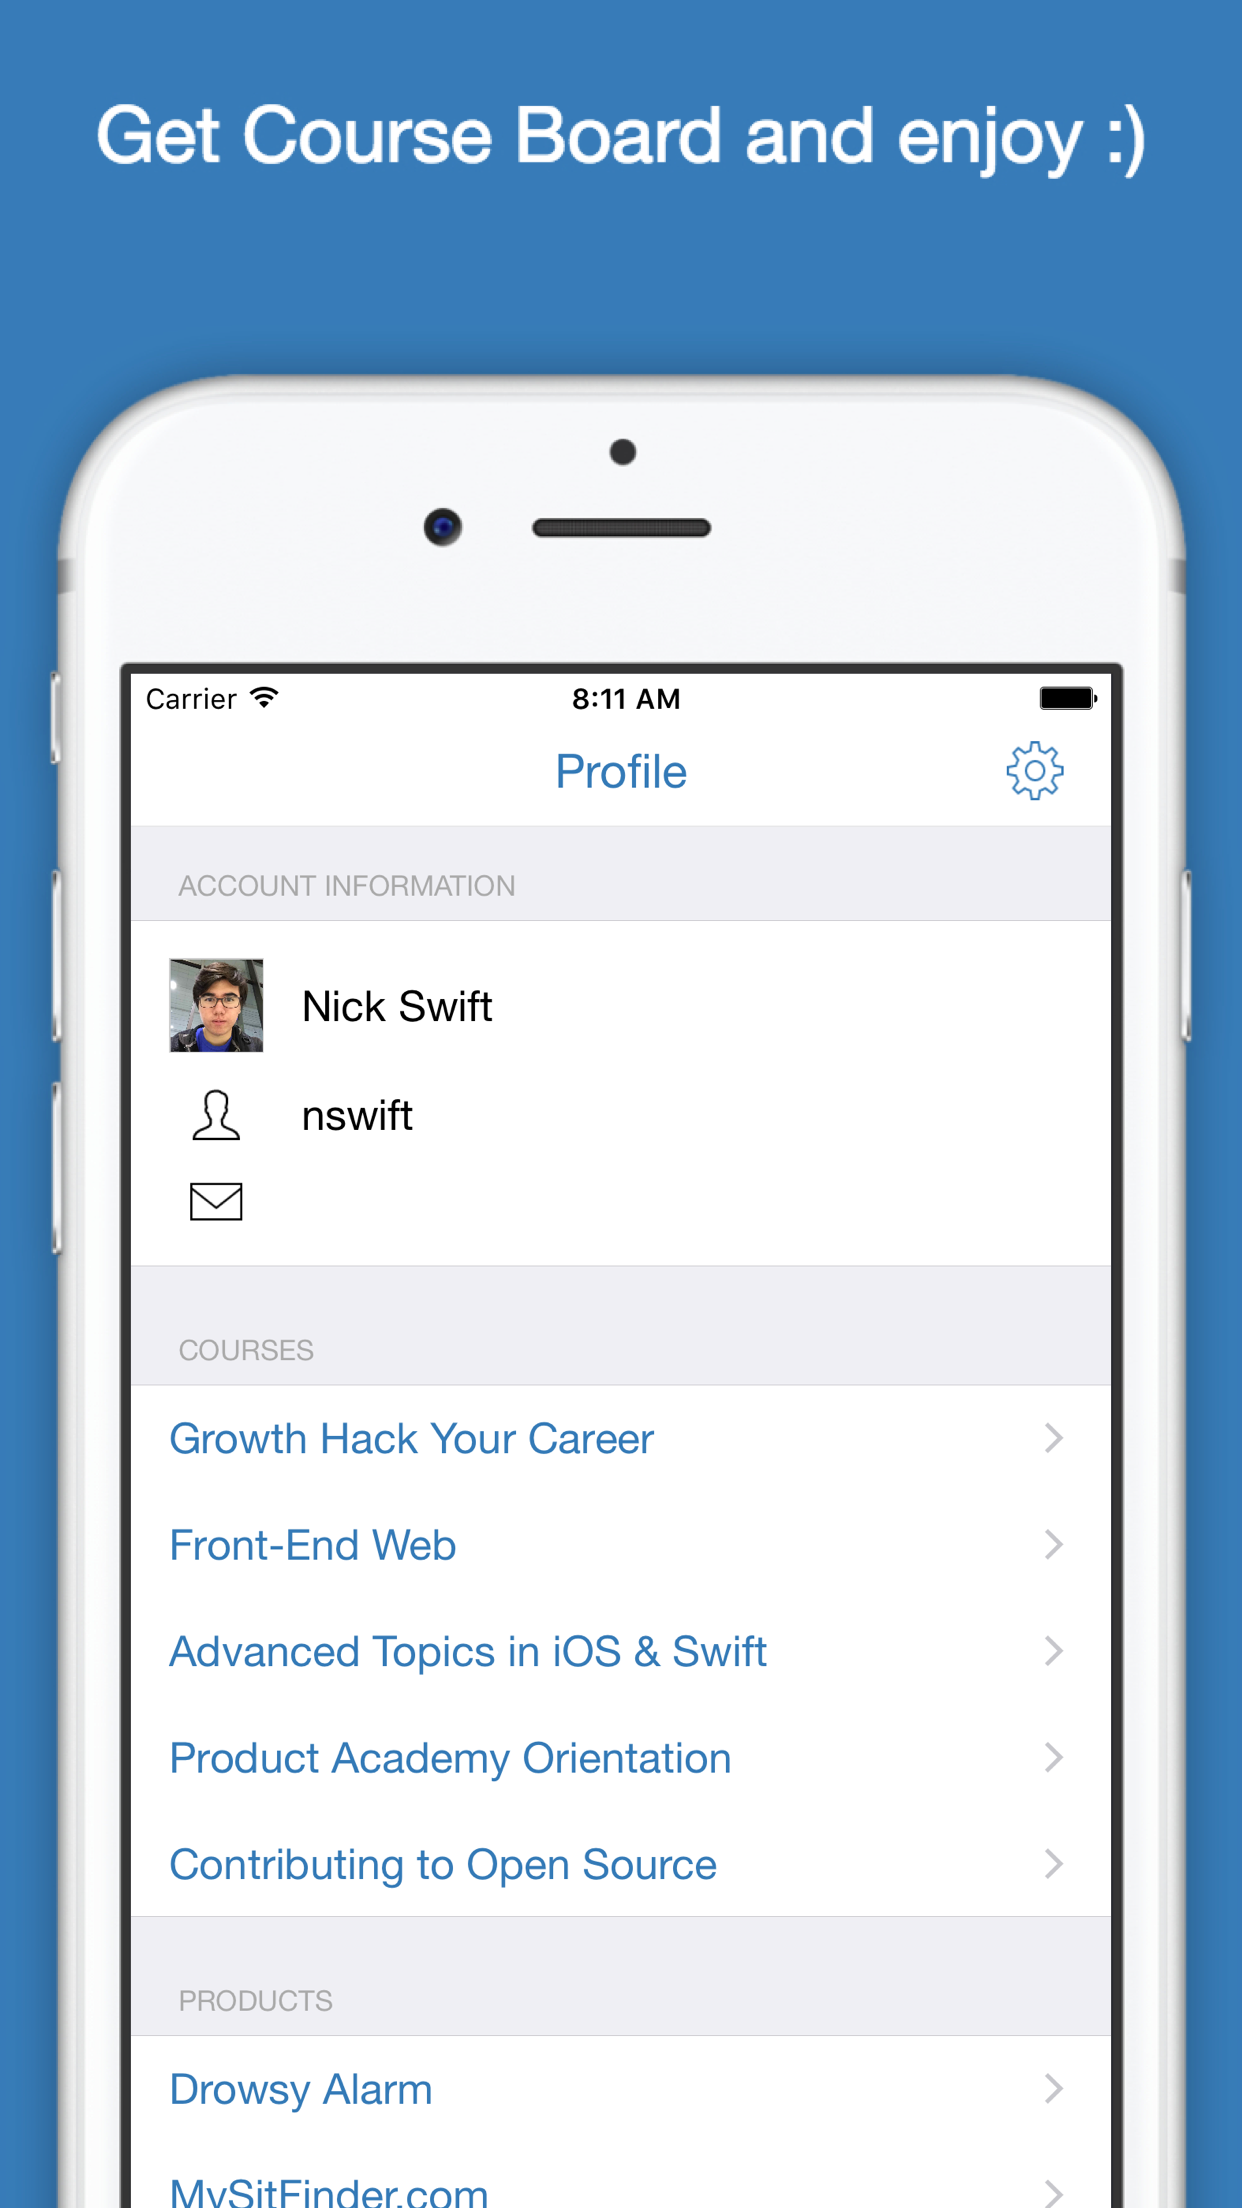 Get Course Board and enjoy :)
Carrier 8:11 AM
Profile
ACCOUNT INFORMATION
Nick Swift
nswift
COURSES
Growth Hack Your Career
Front-End Web
Advanced Topics in iOS & Swift
Product Academy Orientation
Contributing to Open Source
PRODUCTS
Drowsy Alarm
MySitFinder.com